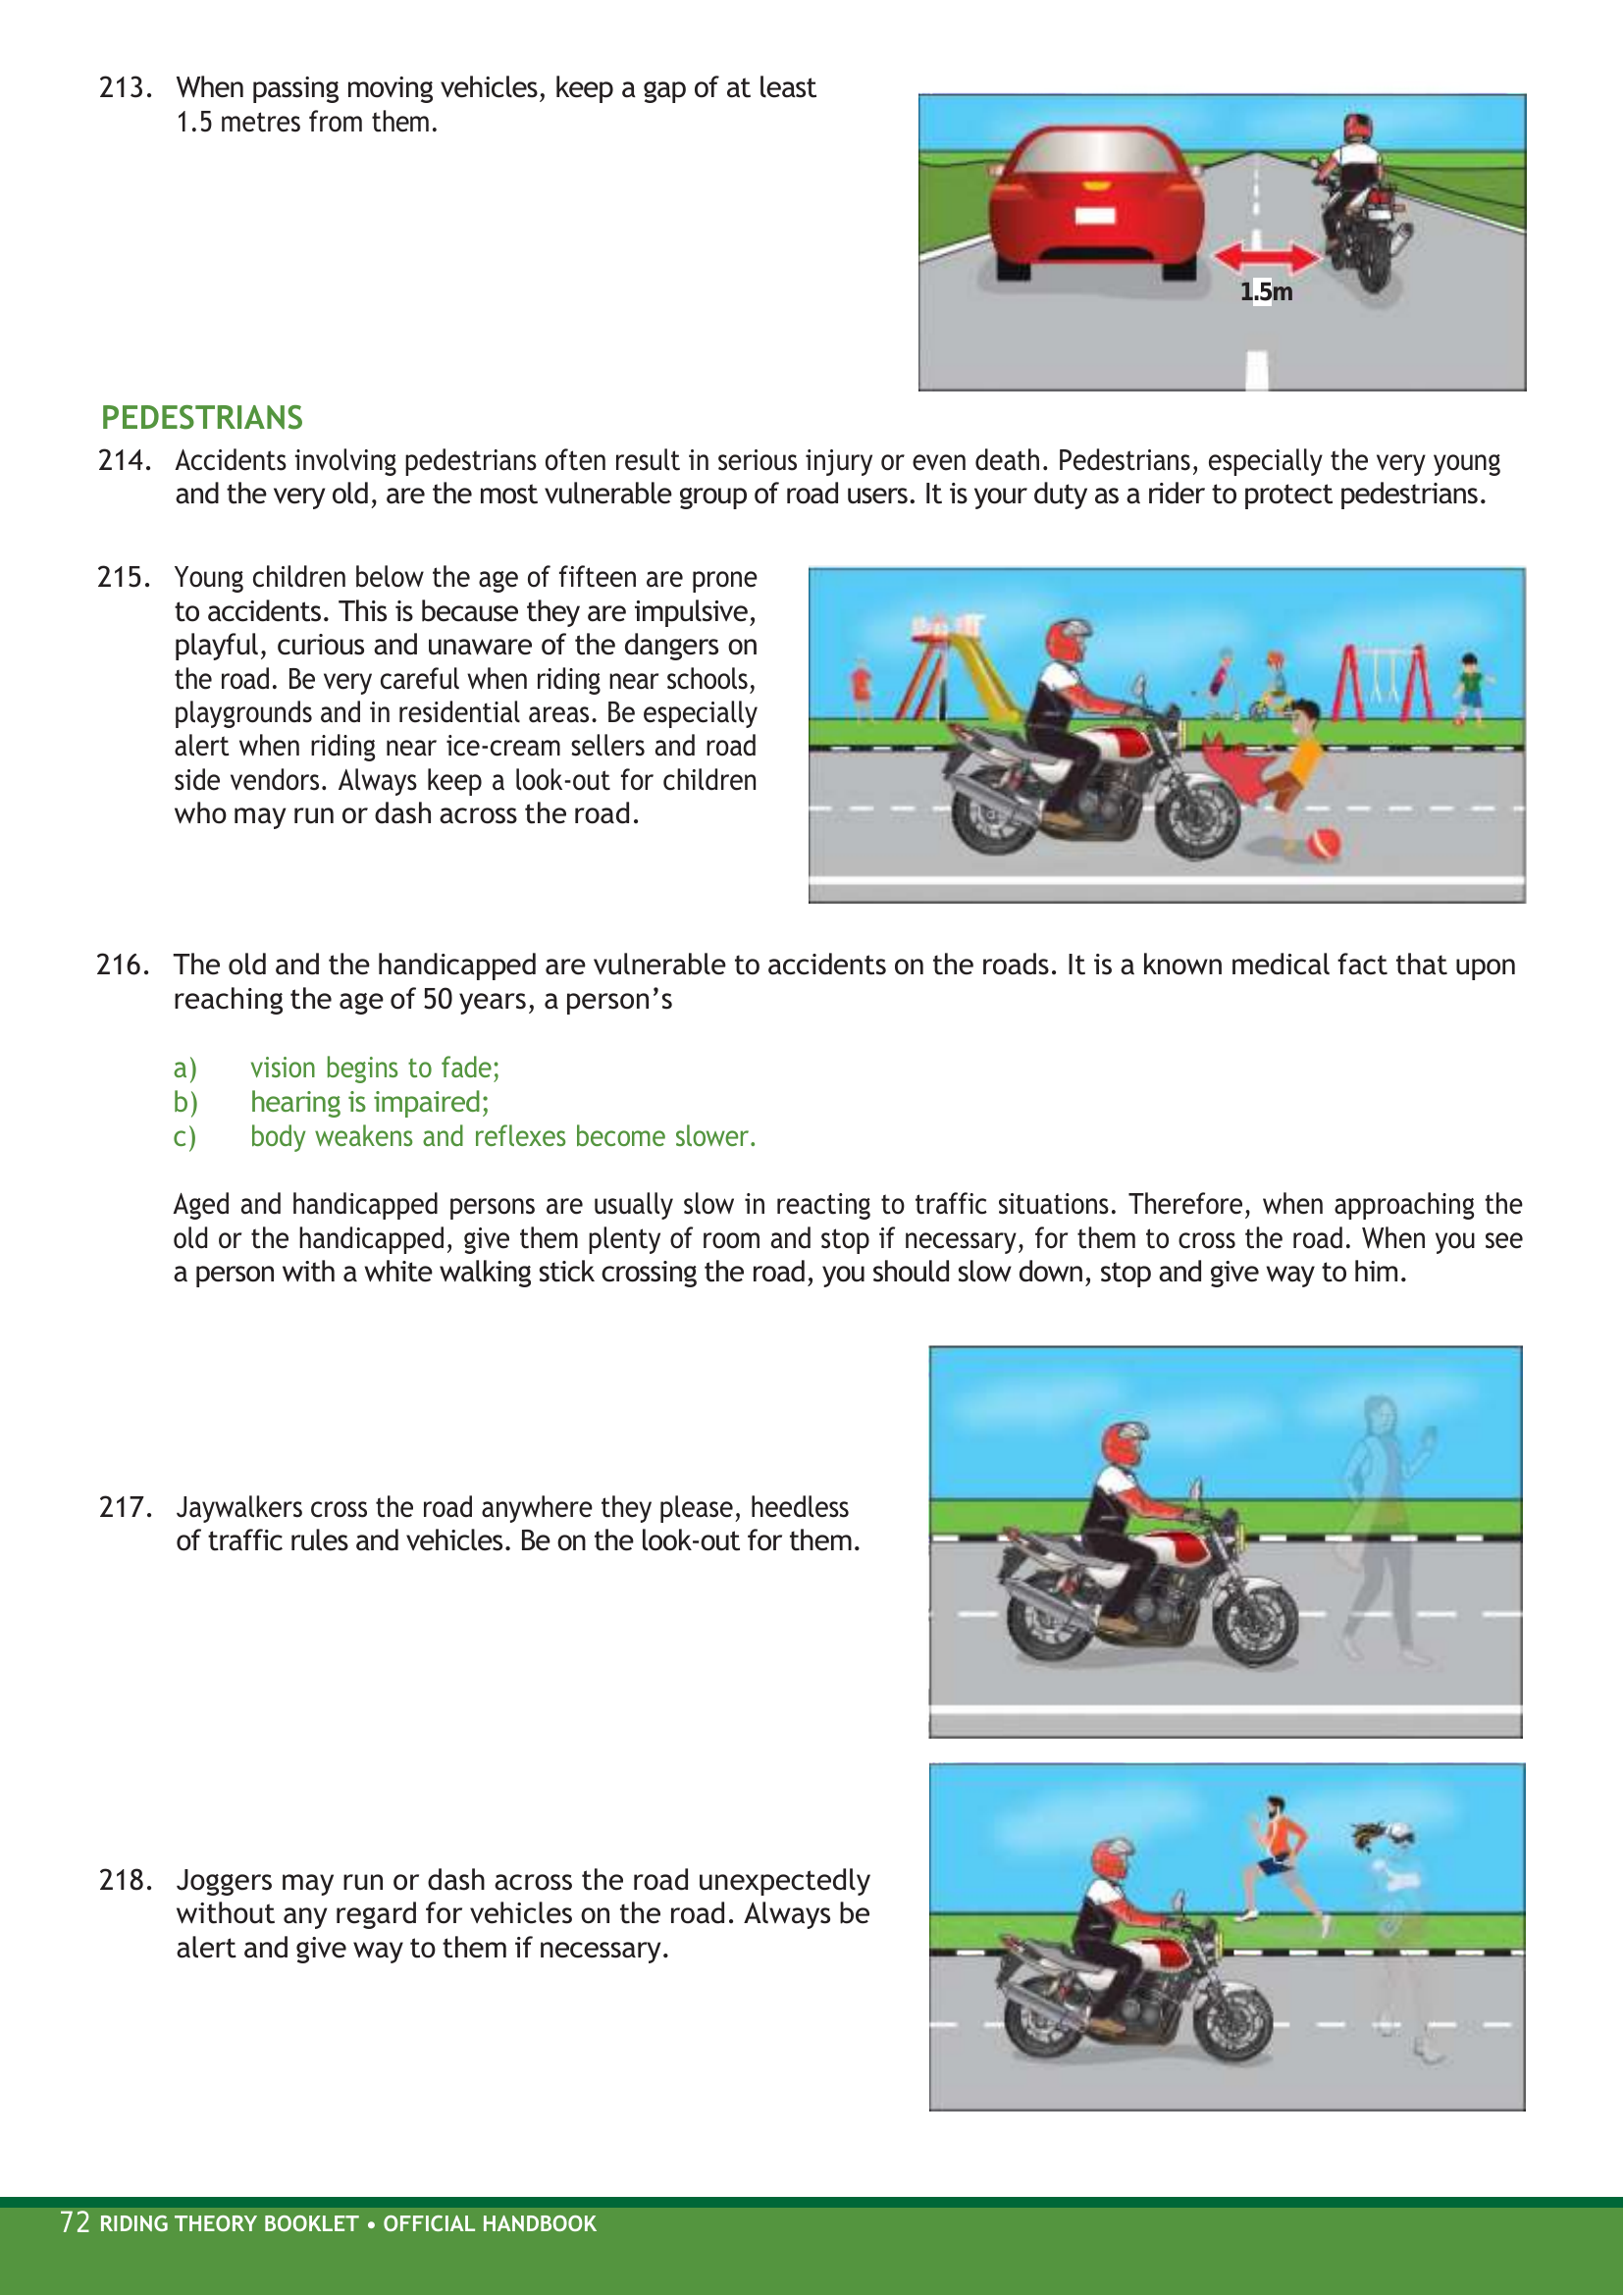 213. When passing moving vehicles, keep a gap of at least
1.5 metres from them.
1.5m
PEDESTRIANS
214. Accidents involving pedestrians often result in serious injury or even death. Pedestrians, especially the very young
and the very old, are the most vulnerable group of road users. It is your duty as a rider to protect pedestrians.
215. Young children below the age of fifteen are prone
to accidents. This is because they are impulsive,
playful, curious and unaware of the dangers on
the road. Be very careful when riding near schools,
playgrounds and in residential areas. Be especially
alert when riding near ice-cream sellers and road
side vendors. Always keep a look-out for children
who may run or dash across the road.
216. The old and the handicapped are vulnerable to accidents on the roads. It is a known medical fact that upon
reaching the age of 50 years, a person’s
a) vision begins to fade;
b) hearing is impaired;
c) body weakens and reflexes become slower.
Aged and handicapped persons are usually slow in reacting to traffic situations. Therefore, when approaching the
old or the handicapped, give them plenty of room and stop if necessary, for them to cross the road. When you see
a person with a white walking stick crossing the road, you should slow down, stop and give way to him.
217. Jaywalkers cross the road anywhere they please, heedless
of traffic rules and vehicles. Be on the look-out for them.
218. Joggers may run or dash across the road unexpectedly
without any regard for vehicles on the road. Always be
alert and give way to them if necessary.
72 RIDING THEORY BOOKLET • OFFICIAL HANDBOOK